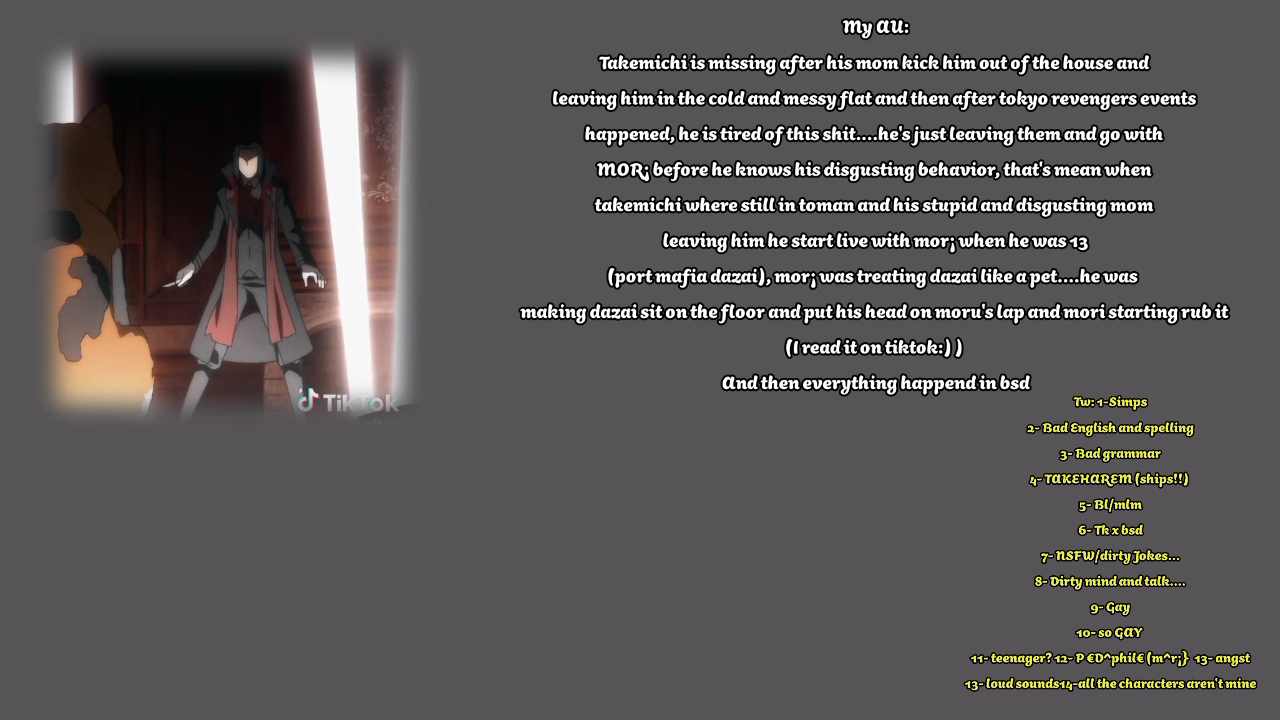 My AU:
Takemichi is missing after his mom kick him out of the house and
leaving him in the cold and messy flat and then after tokyo revengers events
happened, he is tired of this shit....he's just leaving them and go with
MOR¡ before he knows his disgusting behavior, that's mean when
takemichi where still in toman and his stupid and disgusting mom
leaving him he start live with mor¡ when he was 13
(port mafia dazai), mor¡ was treating dazai like a pet....he was
making dazai sit on the floor and put his head on moru's lap and mori starting rub it
(I read it on tiktok:) )
And then everything happend in bsd
Tw: 1-Simps
2- Bad English and spelling
3- Bad grammar
4- TAKEHAREM (ships!!)
5- Bl/mlm
6- Tk x bsd
7- NSFW/dirty Jokes...
8- Dirty mind and talk....
9- Gay
10- so GAY
11- teenager? 12- P €D^phil€ (m^r¡} 13- angst
13- loud sounds14-all the characters aren't mine
TikTok